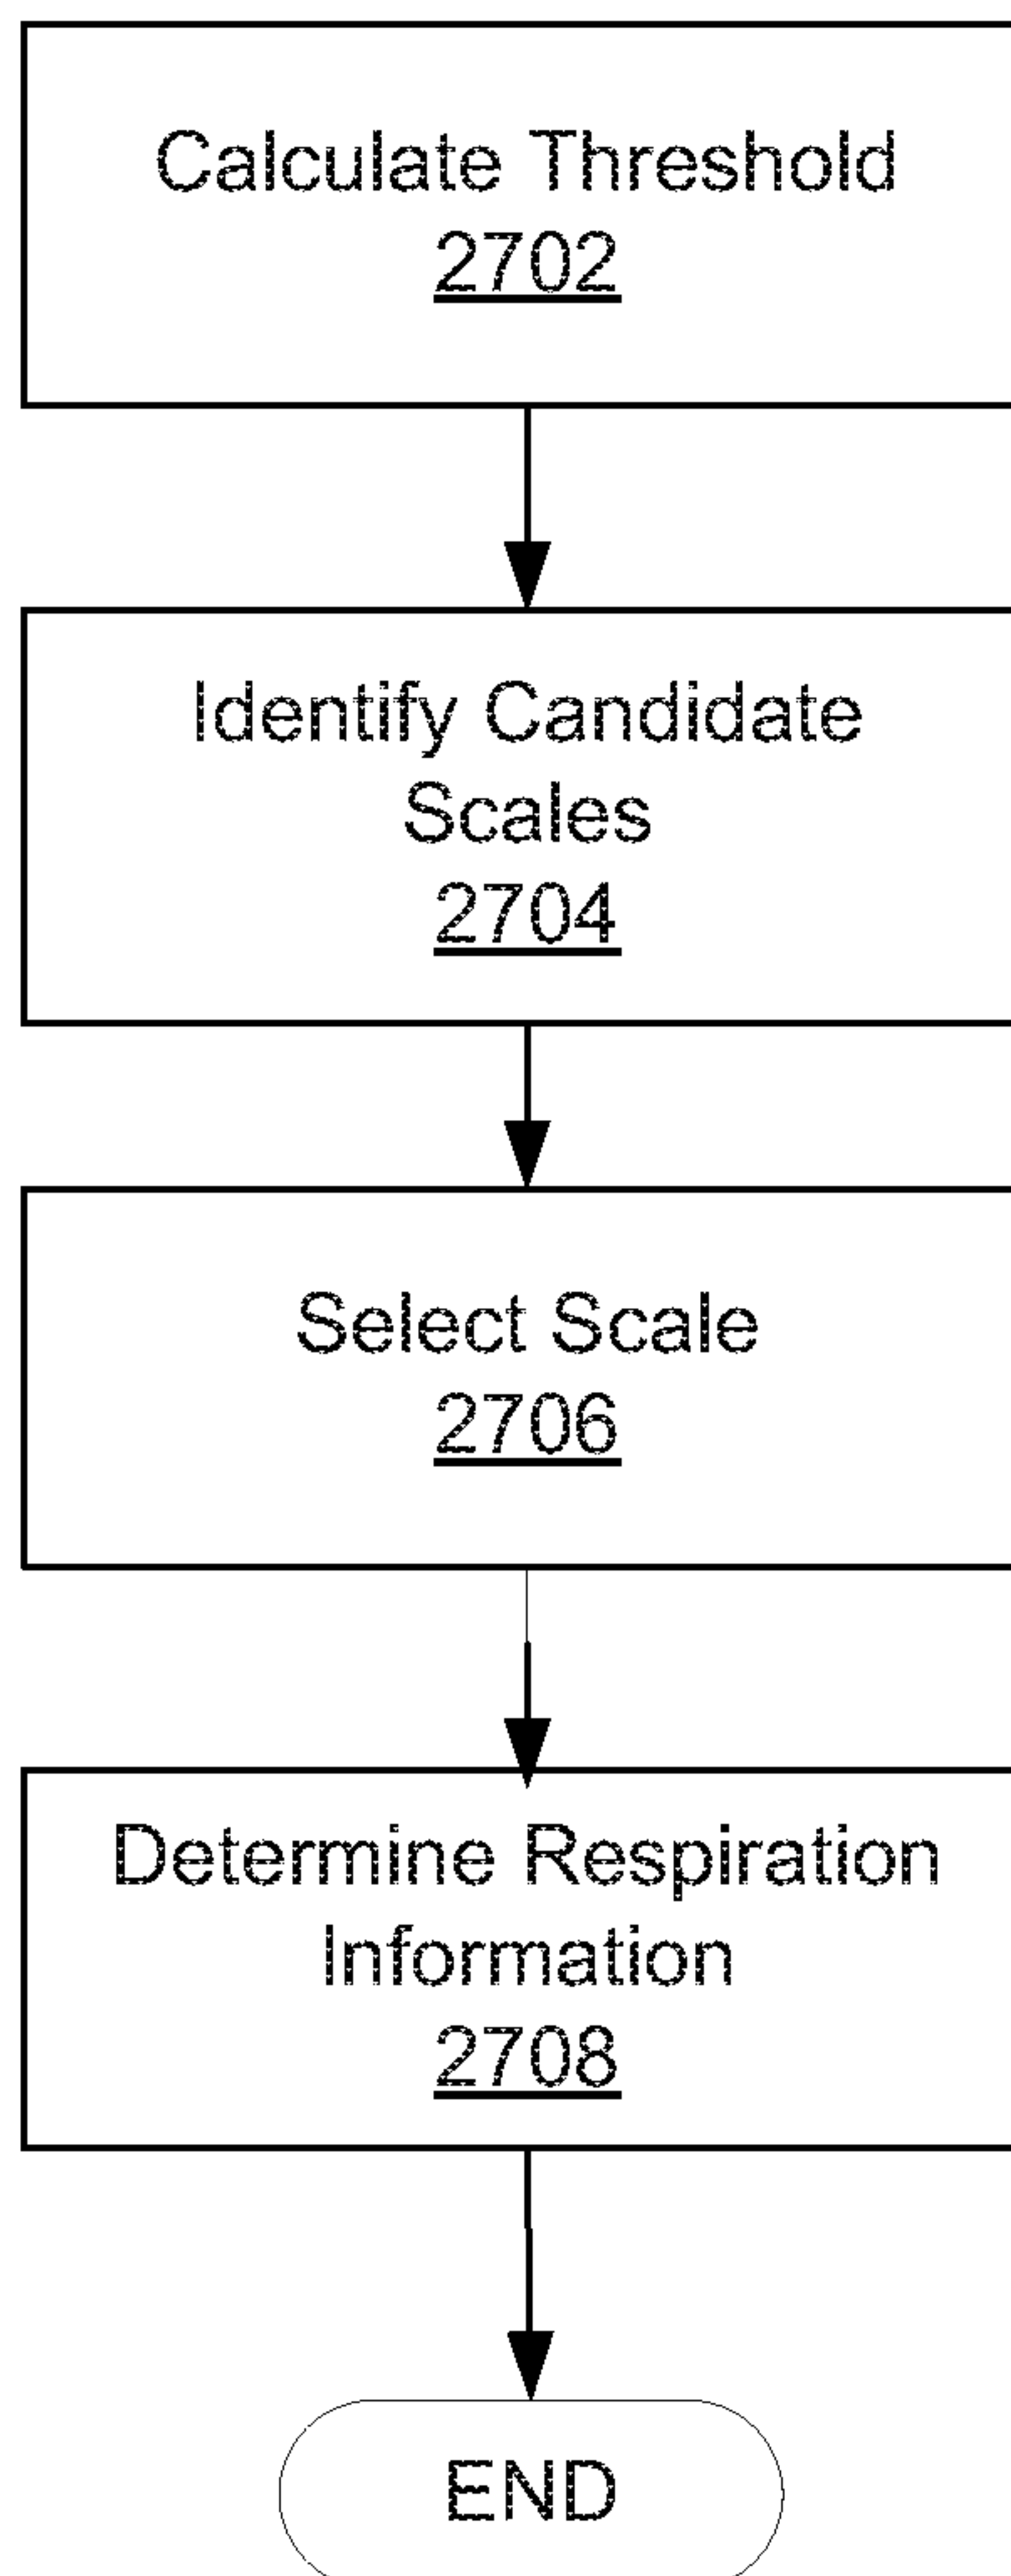 Calculate Threshold
2702
Identify Candidate
Scales
2704
Select Scale
2706
Determine Respiration
Information
2708
END